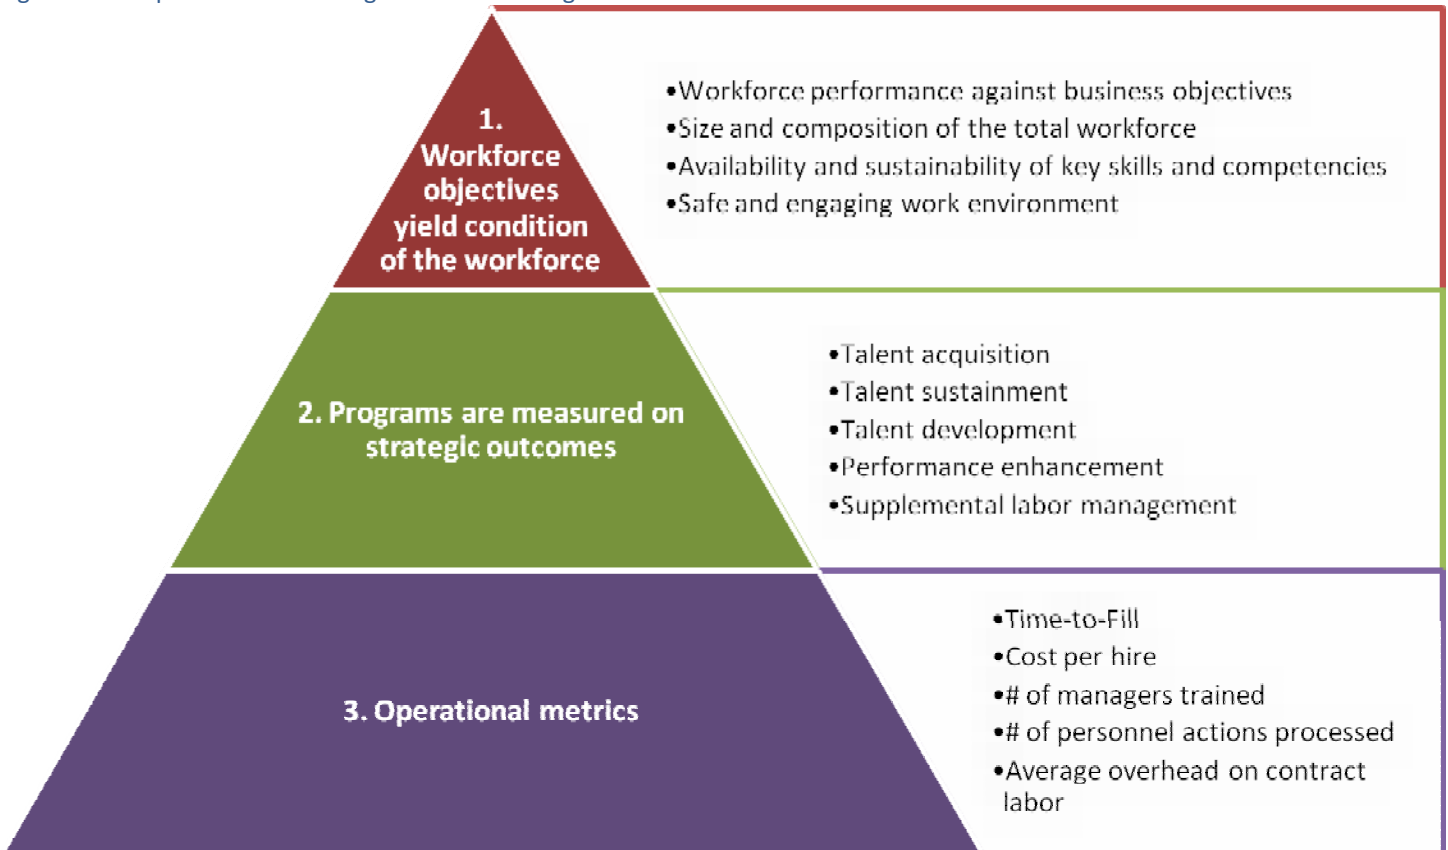 1.
Workforce
objectives
yield condition
of the workforce
•Workforce performance against business objectives
•Size and composition of the total workforce
•Availability and sustainability of key skills and competencies
•Safe and engaging work environment
2. Programs are measured on
strategic outcomes
•Talent acquisition
•Talent sustainment
•Talent development
•Performance enhancement
•Supplemental labor management
3. Operational metrics
•Time-to-Fill
•Cost per hire
•# of managers trained
•# of personnel actions processed
•Average overhead on contract
labor